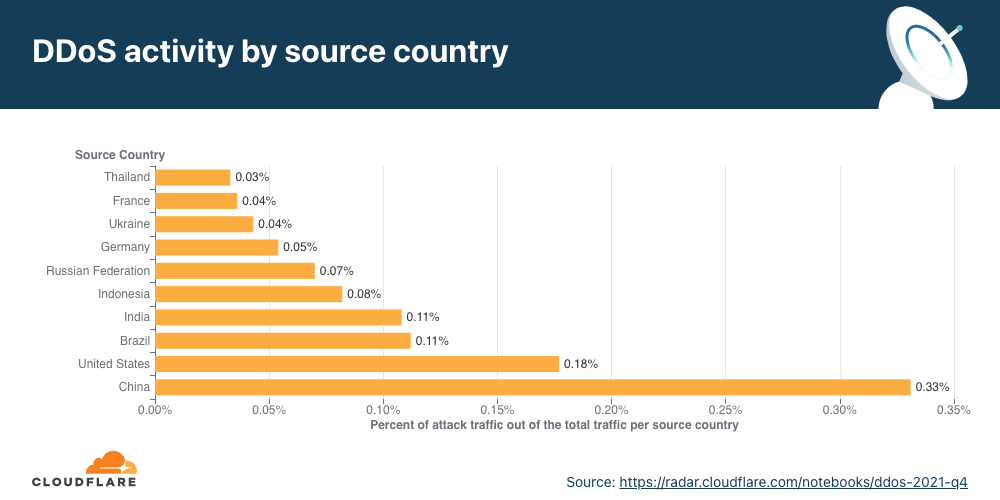 DDoS activity by source country
Source Country
Thailand 0.03%
France 0.04%
Ukraine 0.04%
Germany 0.05%
Russian Federation 0.07%
Indonesia 0.08%
India 0.11%
Brazil 0.11%
United States 0.18%
China 0.33%
0.00% 0.05% 0.10% 0.15% 0.20% 0.25% 0.30% 0.35%
Percent of attack traffic out of the total traffic per source country
CLOUDFLARE
Source: https://radar.cloudflare.com/notebooks/ddos-2021-q4